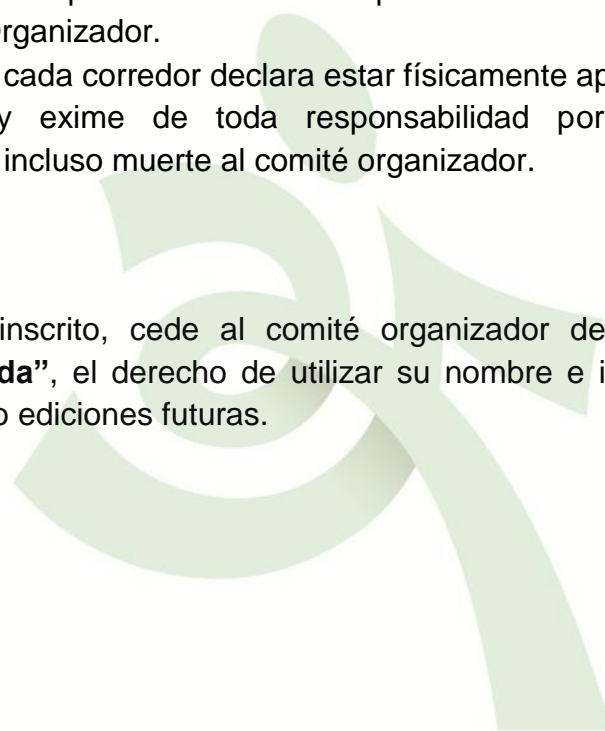 Organizador.
cada corredor declara estar físicamente
y exime de toda responsabilidad por
incluso muerte al comité organizador.
inscrito, cede al comité organizador de
da”, el derecho de utilizar su nombre e
o ediciones futuras.